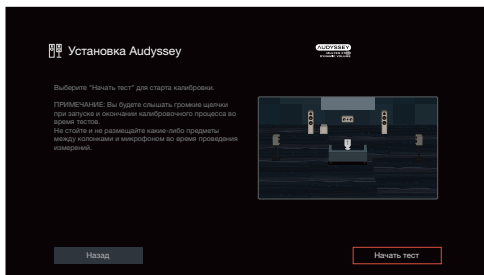 Установка Audyssey
AUDYSSEY
Выберите "Начать тест" для старта калибровки.
ПРИМЕЧАНИЕ: Вы будете слышать громкие щелчки
при запуске и окончании калибровочного процесса во
время тестов.
Не стойте и не размещайте какие-либо предметы
между колонками и микрофоном во время проведения
измерений.
Назад
Начать тест